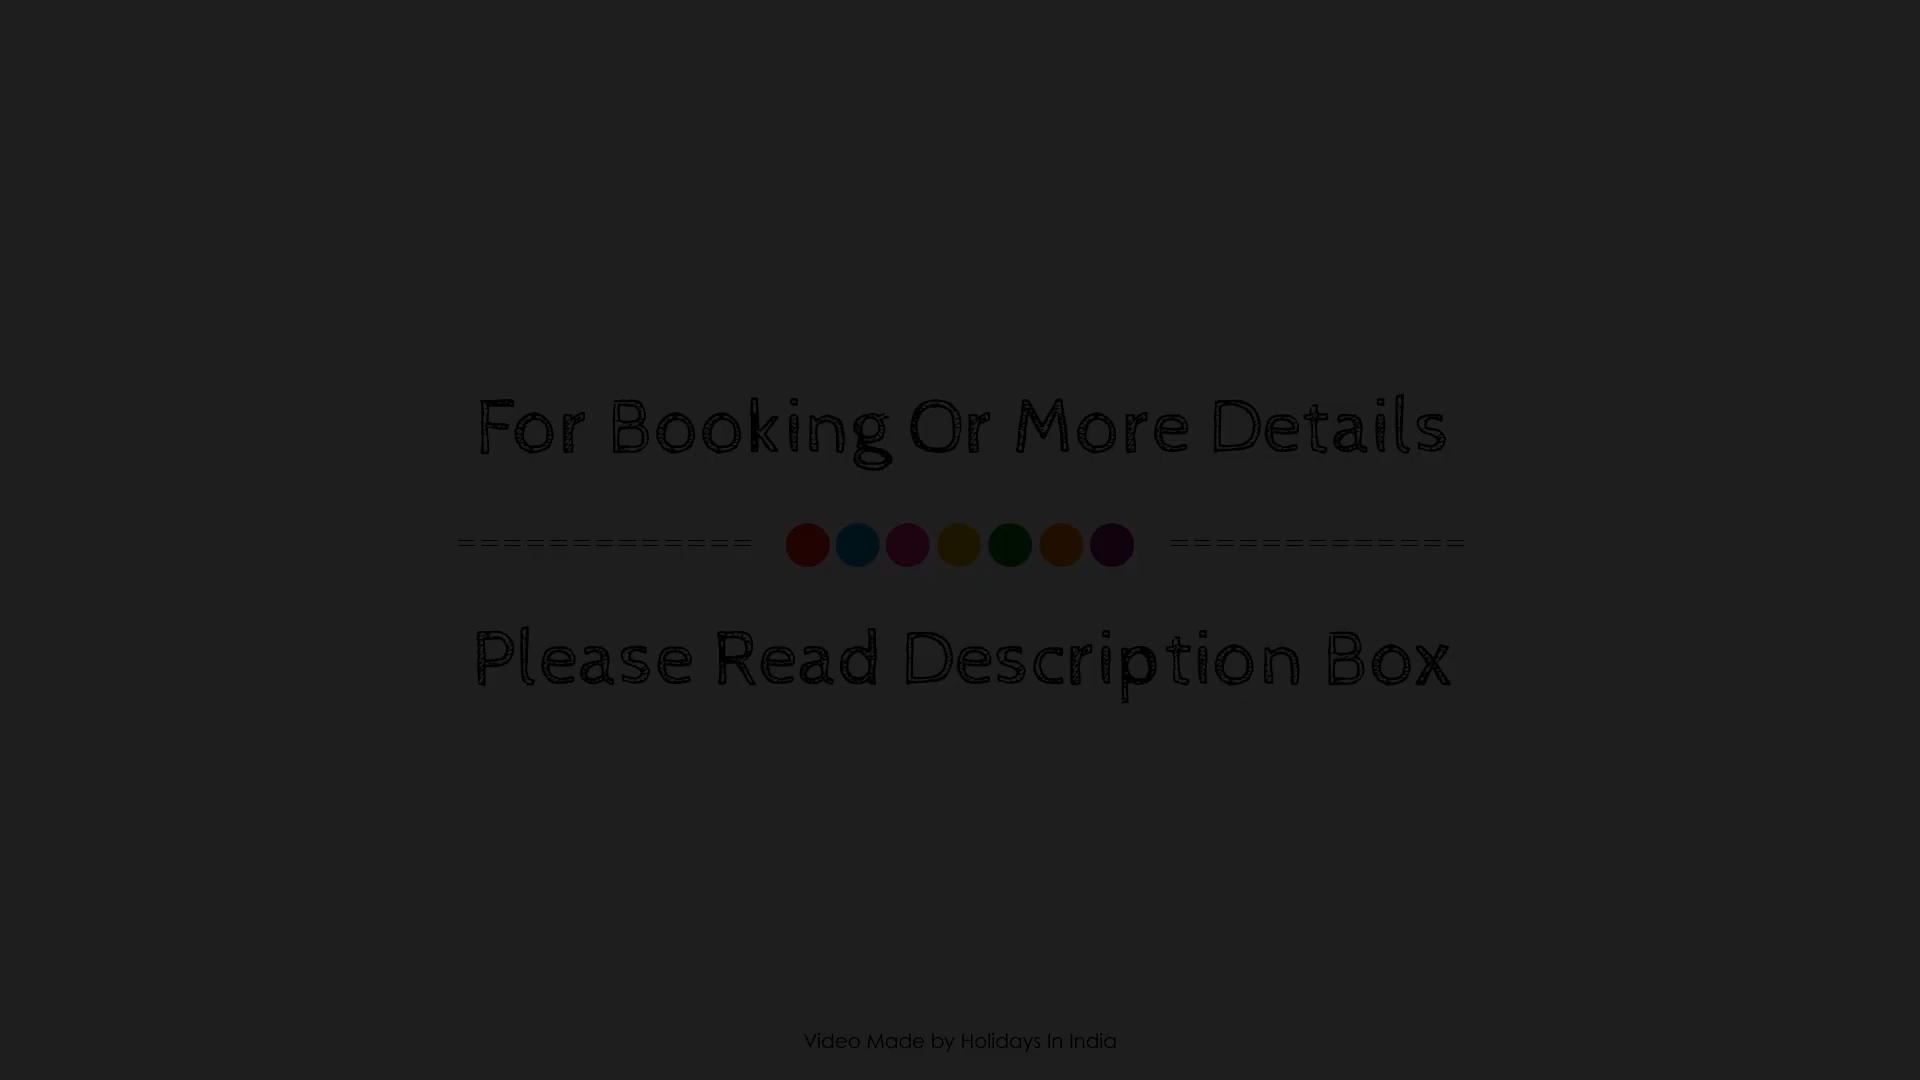 For Booking Or More Details
============= =============
Please Read Description Box
Video Made by Holidays In India